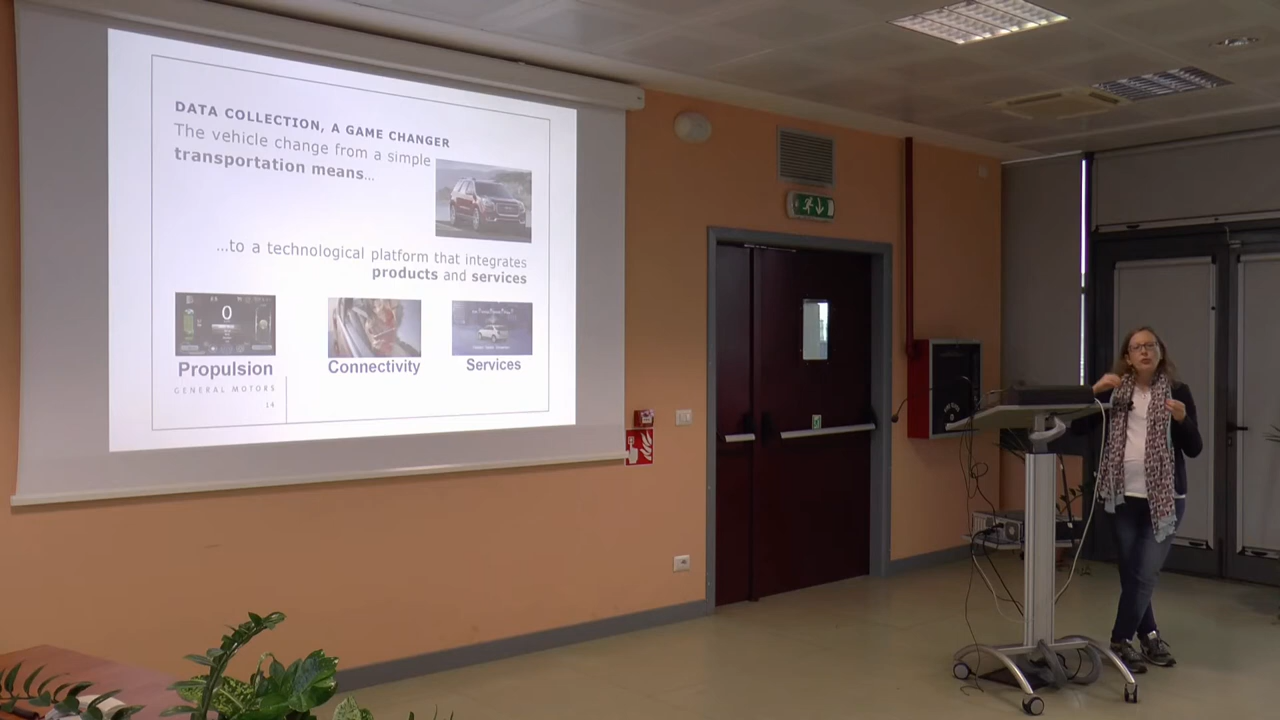 DATA COLLECTION, A GAME CHANGER
The vehicle change from a simple
transportation means...
...to a technological platform that integrates
products and services
0
Propulsion
Connectivity
Services
GENERAL MOTORS
14